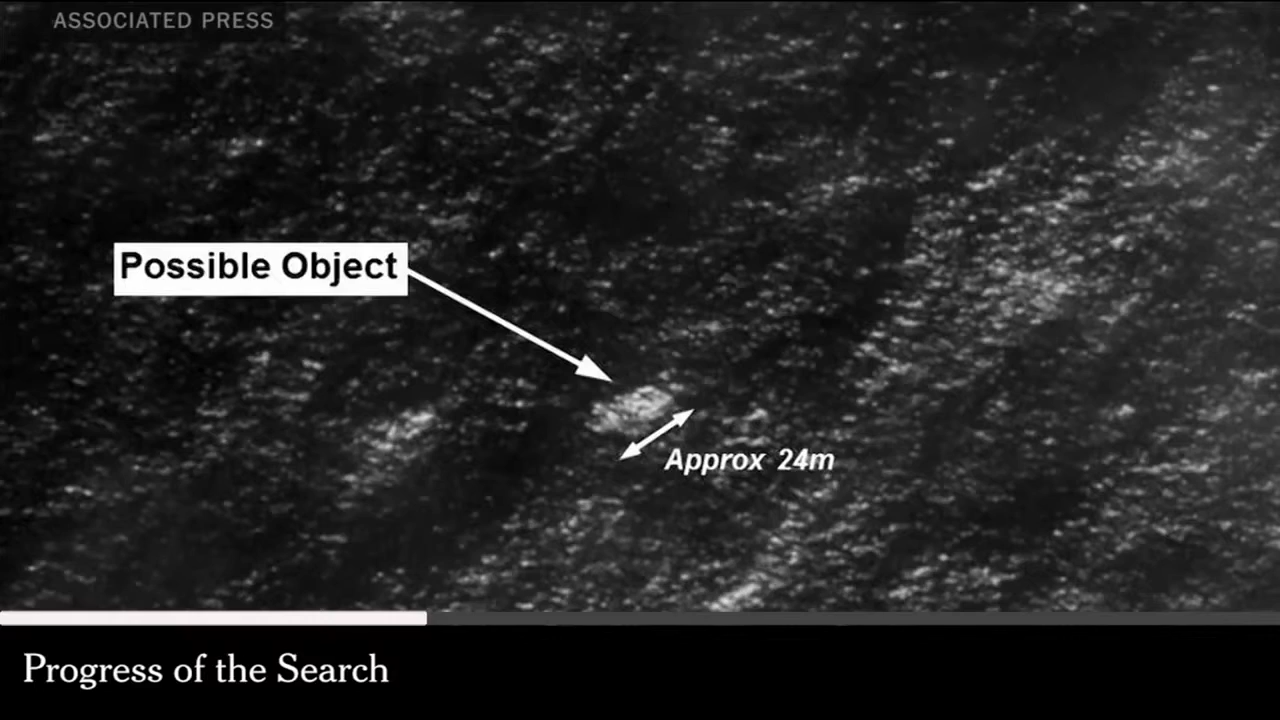 ASSOCIATED PRESS
Possible Object
Approx 24m
Progress of the Search